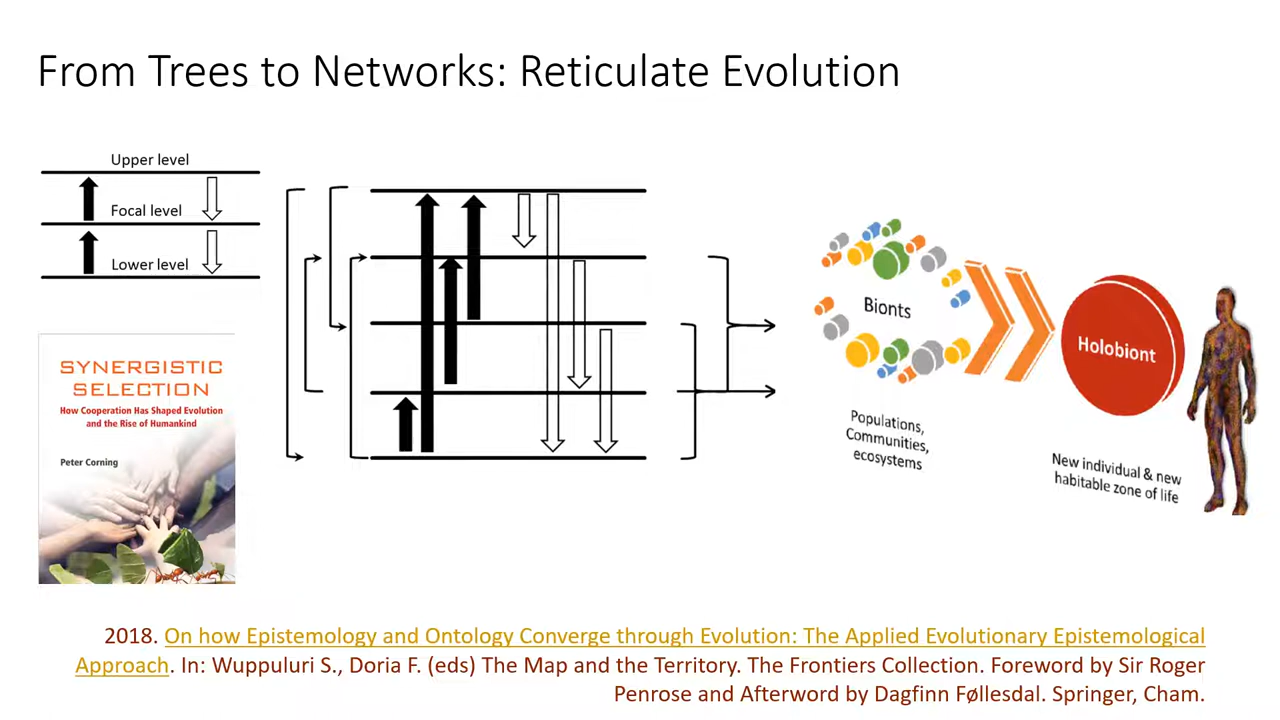 From Trees to Networks: Reticulate Evolution
Upper level
Focal level
Lower level
SYNERGISTIC
SELECTION
How Cooperation Has Shaped Evolution
and the Rise of Humankind
Peter Corning
Bionts
Populations,
Communities,
ecosystems
Holobiont
New individual & new
habitable zone of life
2018. On how Epistemology and Ontology Converge through Evolution: The Applied Evolutionary Epistemological
Approach. In: Wuppuluri S., Doria F. (eds) The Map and the Territory. The Frontiers Collection. Foreword by Sir Roger
Penrose and Afterword by Dagfinn Føllesdal. Springer, Cham.